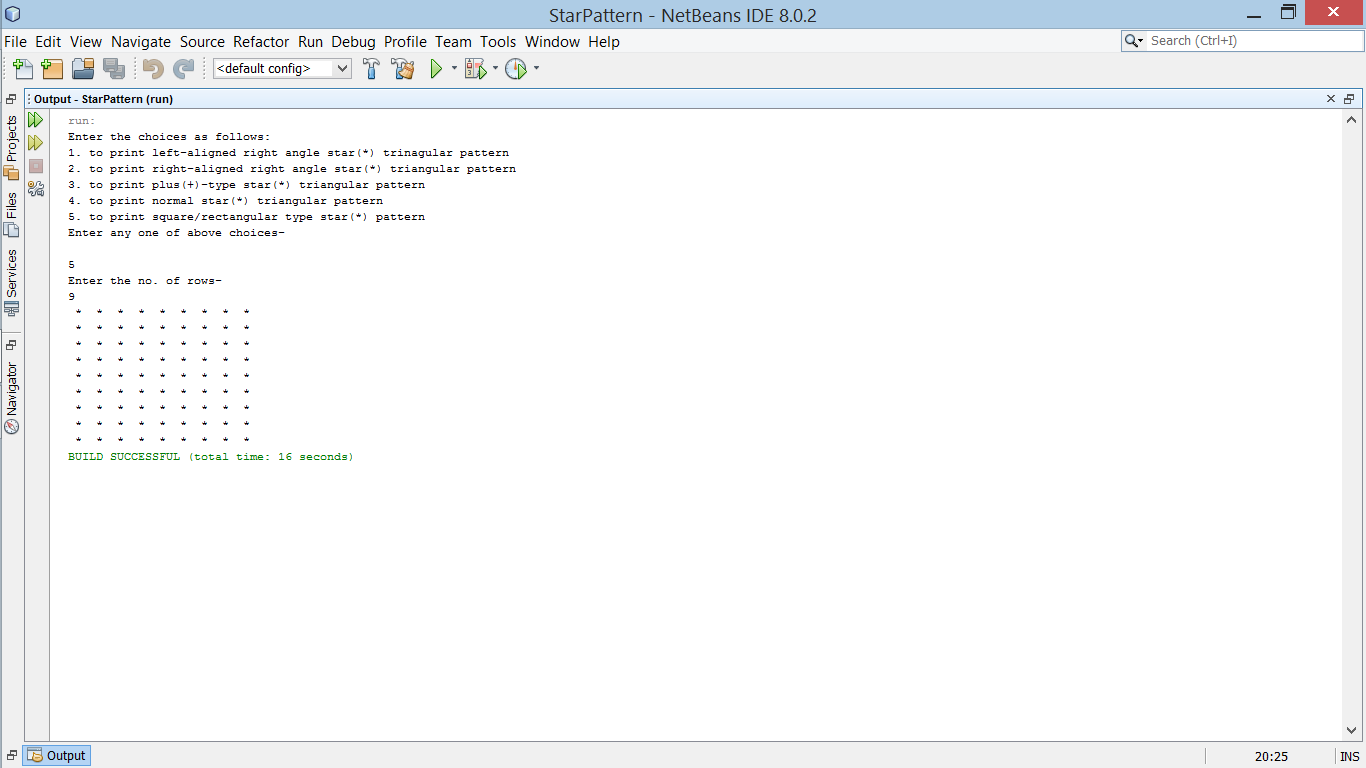 StarPattern - NetBeans IDE 8.0.2
File Edit View Navigate Source Refactor Run Debug Profile Team Tools Window Help
Search (Ctrl+I)
<default config>
Output - StarPattern (run)
Projects
Files
Services
Navigator
run:
Enter the choices as follows:
1. to print left-aligned right angle star(*) trinagular pattern
2. to print right-aligned right angle star(*) triangular pattern
3. to print plus(+)-type star(*) triangular pattern
4. to print normal star(*) triangular pattern
5. to print square/rectangular type star(*) pattern
Enter any one of above choices-
5
Enter the no. of rows-
9
* * * * * * * * *
* * * * * * * * *
* * * * * * * * *
* * * * * * * * *
* * * * * * * * *
* * * * * * * * *
* * * * * * * * *
* * * * * * * * *
* * * * * * * * *
BUILD SUCCESSFUL (total time: 16 seconds)
Output
20:25
INS